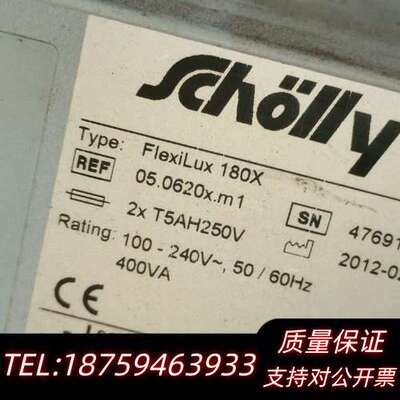 schölly
Type: FlexiLux 180X
REF 05.0620x.m1
SN 47691
2x T5AH250V
2012-02
Rating: 100 - 240V~, 50 / 60Hz
400VA
CE
TEL:18759463933
质量保证
支持对公开票